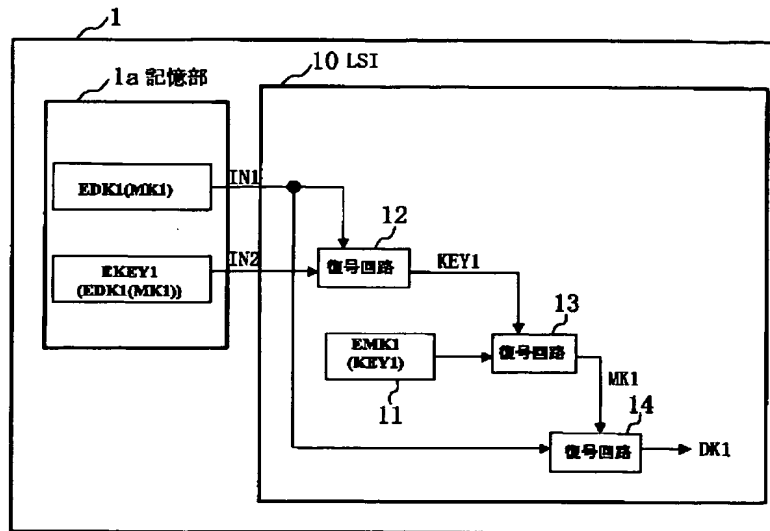 1
1a 記憶部
10 LSI
EDK1(MK1)
IN1
12
復号回路
KEY1
EKEY1
(EDK1(MK1))
IN2
13
復号回路
EMK1
(KEY1)
11
MK1
14
復号回路
DK1